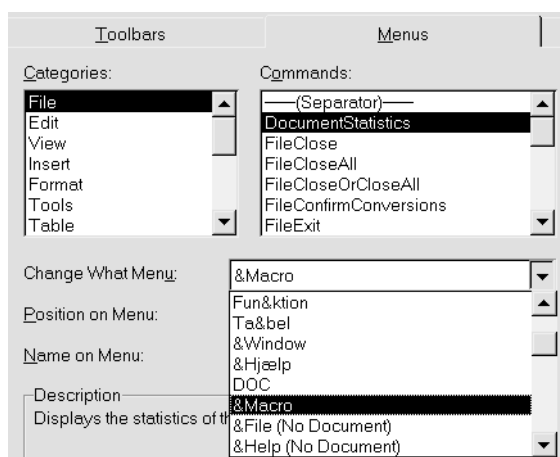 Toolbars Menus
Categories: Commands:
File ──(Separator)──
Edit DocumentStatistics
View FileClose
Insert FileCloseAll
Format FileCloseOrCloseAll
Tools FileConfirmConversions
Table FileExit
Change What Menu: &Macro
Fun&ktion
Position on Menu: Ta&bel
&Window
Name on Menu: &Hjælp
DOC
Description &Macro
Displays the statistics of &File (No Document)
&Help (No Document)